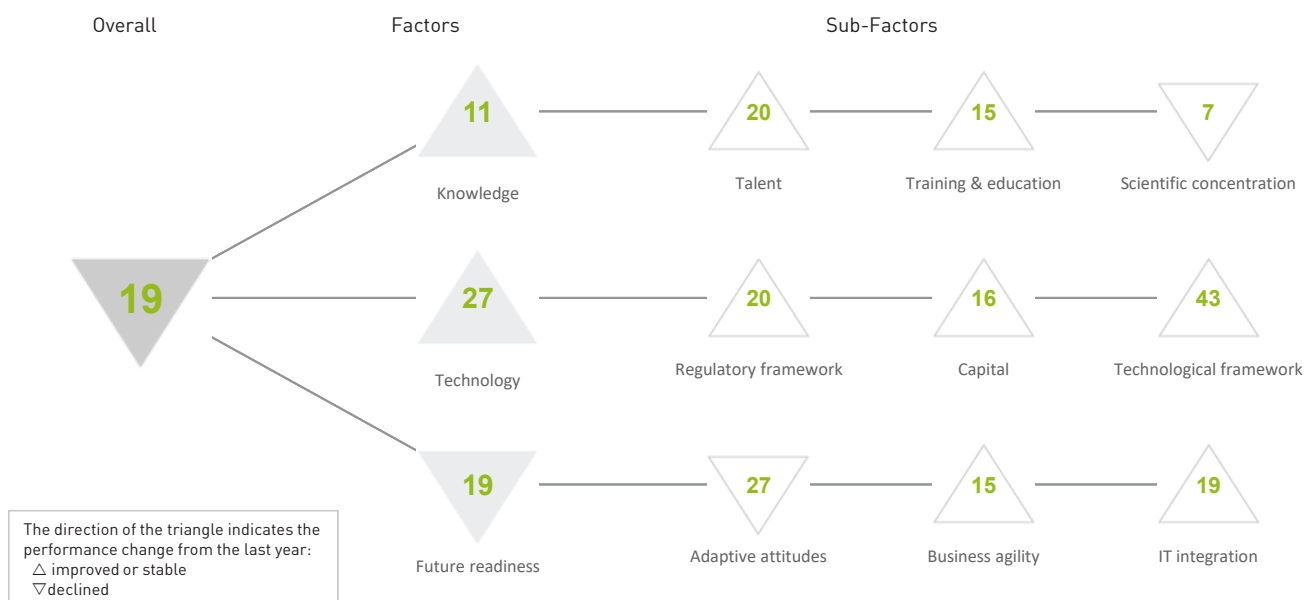 Overall
Factors
Sub-Factors
11
20
15
7
Knowledge
Talent
Training & education
Scientific concentration
19
27
20
16
43
Technology
Regulatory framework
Capital
Technological framework
19
27
15
19
Future readiness
Adaptive attitudes
Business agility
IT integration
The direction of the triangle indicates the
performance change from the last year:
△ improved or stable
▽declined